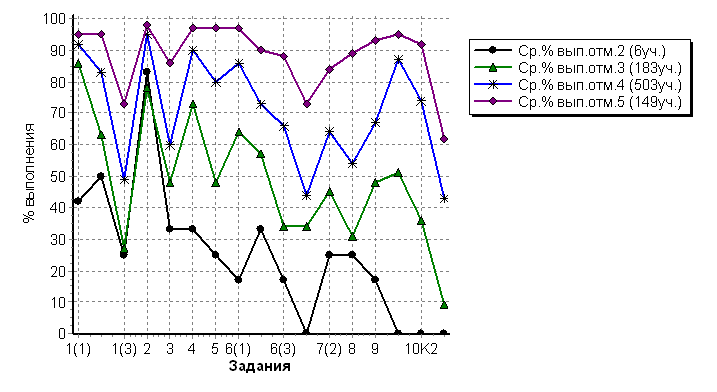 100
90
80
70
60
50
40
30
20
10
0
% выполнения
1(1) 1(3) 2 3 4 5 6(1) 6(3) 7(2) 8 9 10К2
Задания
Ср.% вып.отм.2 (6уч.)
Ср.% вып.отм.3 (183уч.)
Ср.% вып.отм.4 (503уч.)
Ср.% вып.отм.5 (149уч.)